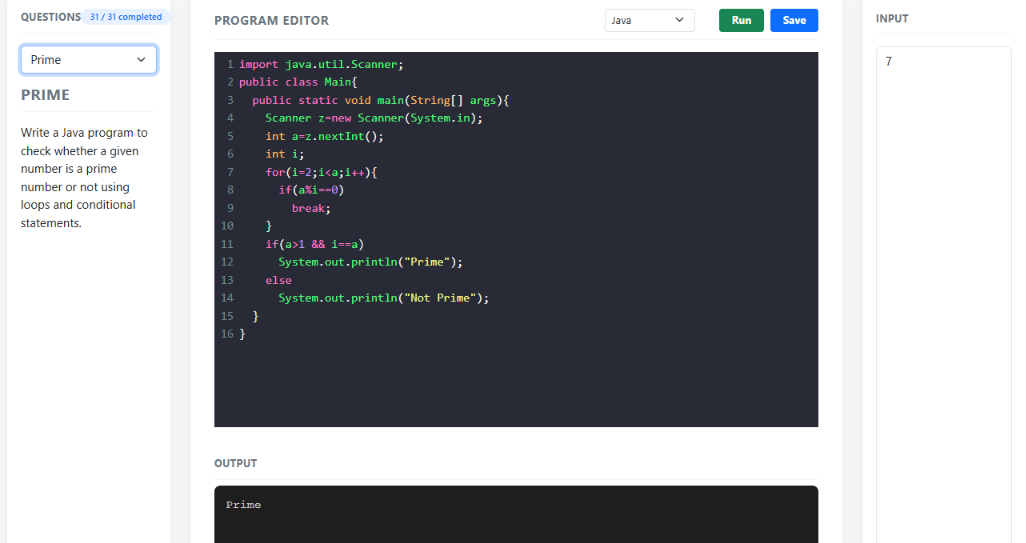 QUESTIONS 31 / 31 completed
Prime
PRIME
Write a Java program to
check whether a given
number is a prime
number or not using
loops and conditional
statements.
PROGRAM EDITOR
Java
Run
Save
1 import java.util.Scanner;
2 public class Main{
3   public static void main(String[] args){
4     Scanner z=new Scanner(System.in);
5     int a=z.nextInt();
6     int i;
7     for(i=2;i<a;i++){
8       if(a%i==0)
9         break;
10     }
11     if(a>1 && i==a)
12       System.out.println("Prime");
13     else
14       System.out.println("Not Prime");
15   }
16 }
OUTPUT
Prime
INPUT
7